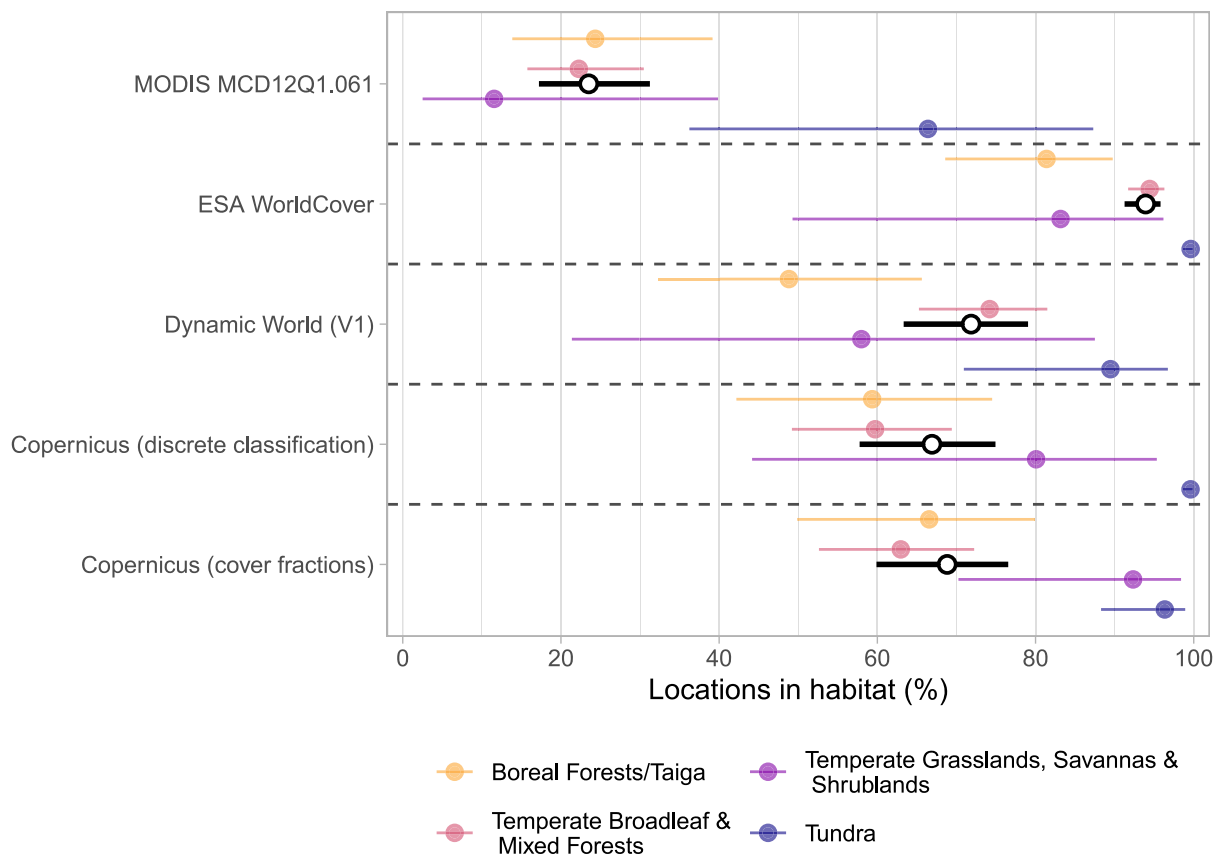 MODIS MCD12Q1.061
ESA WorldCover
Dynamic World (V1)
Copernicus (discrete classification)
Copernicus (cover fractions)
0 20 40 60 80 100
Locations in habitat (%)
Boreal Forests/Taiga
Temperate Broadleaf &
Mixed Forests
Temperate Grasslands, Savannas &
Shrublands
Tundra